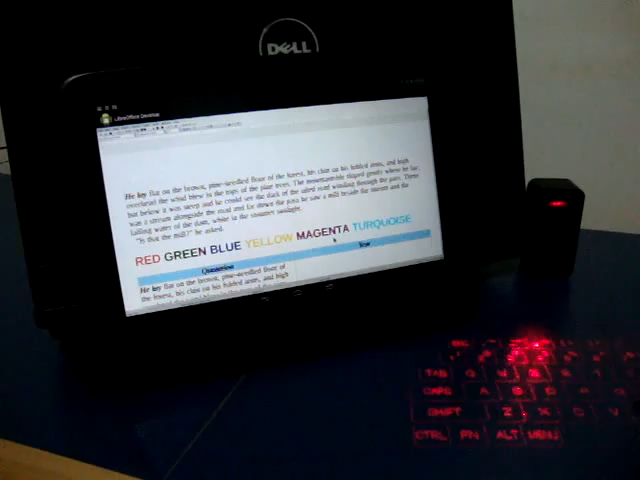 DELL
LibreOffice Desktop
He lay flat on the brown, pine-needled floor of the forest, his chin on his folded arms, and high
overhead the wind blew in the tops of the pine trees. The mountainside sloped gently where he lay,
but below it was steep and he could see the dark of the oiled road winding through the pass. There
was a stream alongside the road and far down the pass he saw a mill beside the stream and the
falling water of the dam, white in the summer sunlight.
"Is that the mill?" he asked.
RED GREEN BLUE YELLOW MAGENTA TURQUOISE
He lay flat on the brown, pine-needled floor of
the forest, his chin on his folded arms, and high
TAB Q W
CAPS A S D
SHIFT Z X C V
CTRL FN ALT MENU